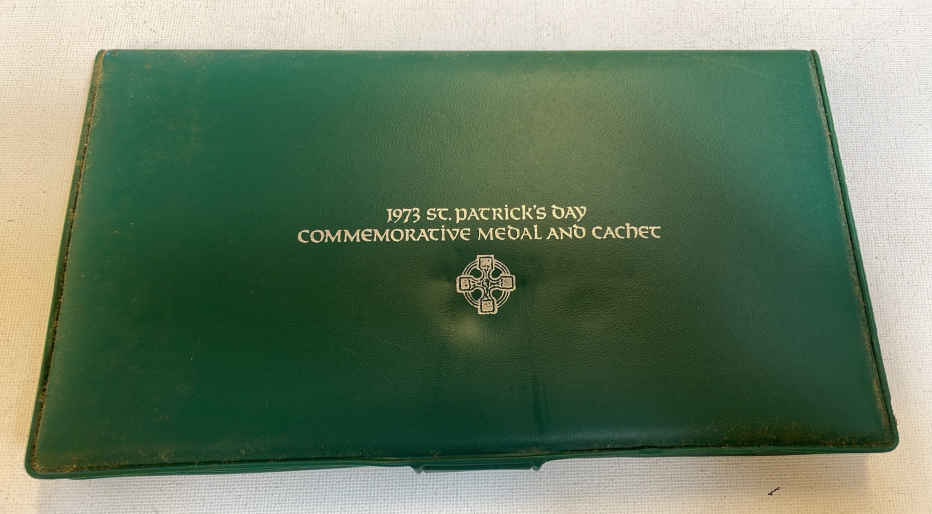 1973 St. Patrick's Day
Commemorative Medal and Cachet